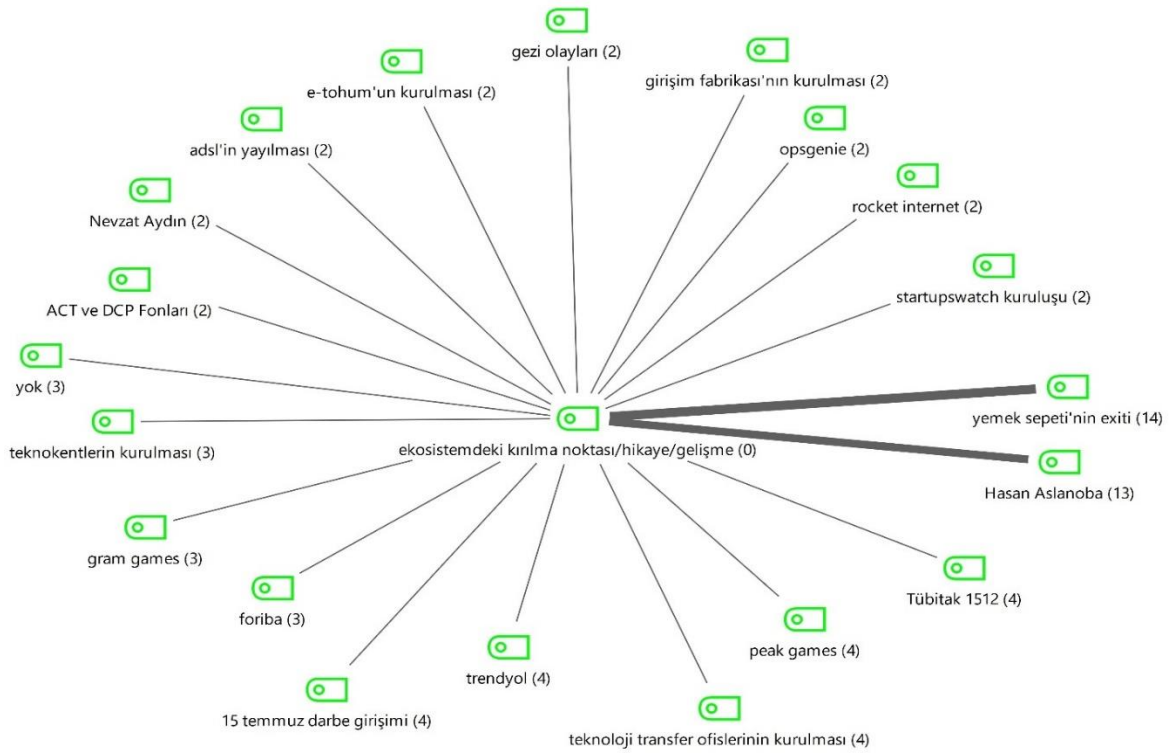 gezi olayları (2)
e-tohum'un kurulması (2)
girişim fabrikası'nın kurulması (2)
adsl'in yayılması (2)
opsgenie (2)
Nevzat Aydın (2)
rocket internet (2)
ACT ve DCP Fonları (2)
startupswatch kuruluşu (2)
yok (3)
yemek sepeti'nin exiti (14)
teknokentlerin kurulması (3)
ekosistemdeki kırılma noktası/hikaye/gelişme (0)
Hasan Aslanoba (13)
gram games (3)
foriba (3)
Tübitak 1512 (4)
peak games (4)
trendyol (4)
15 temmuz darbe girişimi (4)
teknoloji transfer ofislerinin kurulması (4)